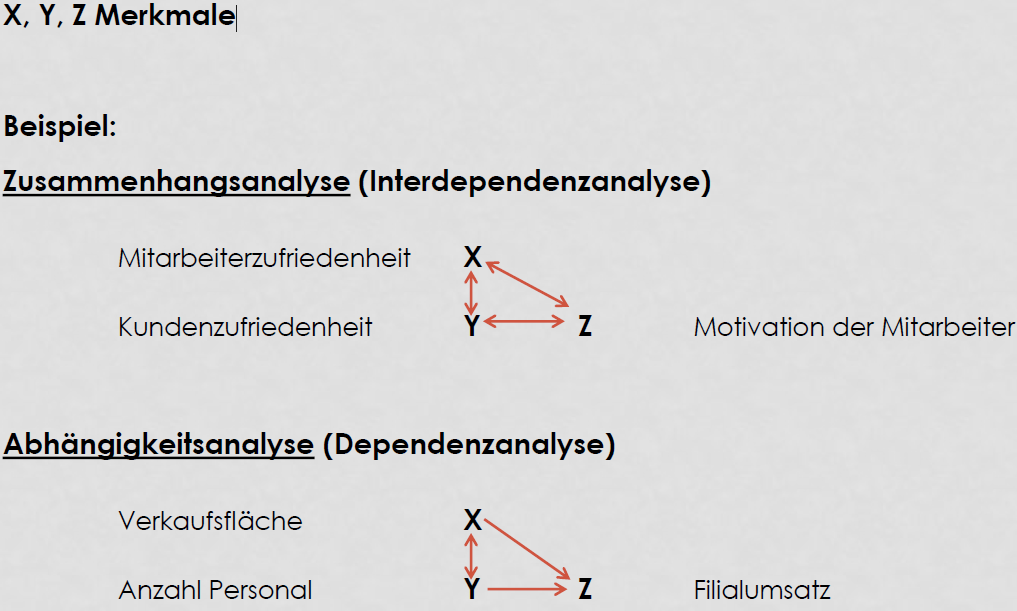 X, Y, Z Merkmale
Beispiel:
Zusammenhangsanalyse (Interdependenzanalyse)
Mitarbeiterzufriedenheit X
Kundenzufriedenheit Y Z Motivation der Mitarbeiter
Abhängigkeitsanalyse (Dependenzanalyse)
Verkaufsfläche X
Anzahl Personal Y Z Filialumsatz